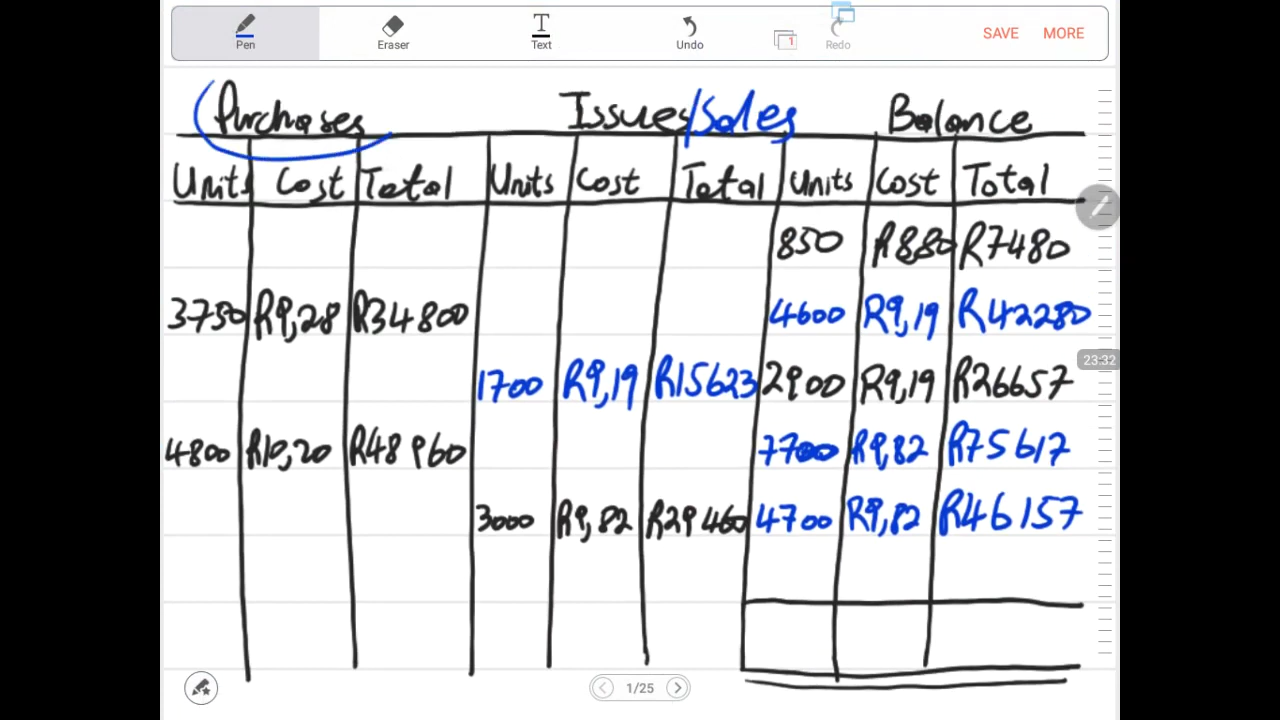 Pen Eraser Text Undo 1 Redo SAVE MORE
Purchases Issues/Sales Balance
Units Cost Total Units Cost Total Units Cost Total
850 R8,80 R7480
3750 R9,28 R34800 4600 R9,19 R42280
23:32
1700 R9,19 R15623 2900 R9,19 R26657
4800 R10,20 R48960 7700 R9,82 R75617
3000 R9,82 R29460 4700 R9,82 R46157
1/25